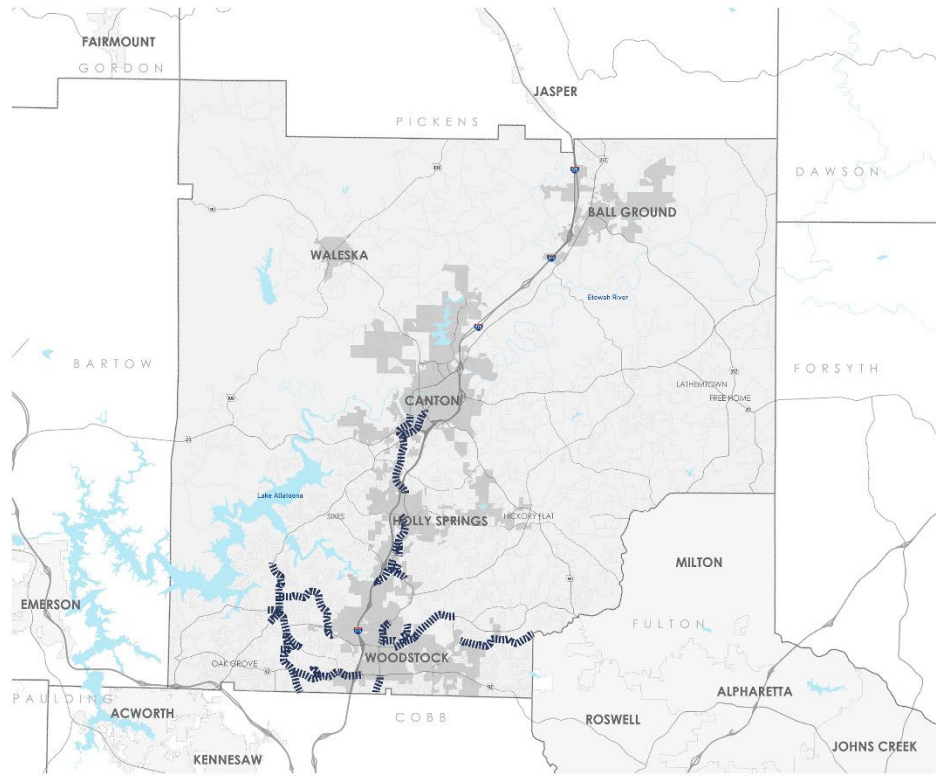 FAIRMOUNT
GORDON
JASPER
PICKENS
DAWSON
BALL GROUND
WALESKA
Etowah River
BARTOW
FORSYTH
LATHEMTOWN
FREE HOME
CANTON
Lake Allatoona
SIXES
HOLLY SPRINGS
HICKORY FLAT
MILTON
EMERSON
FULTON
OAK GROVE
WOODSTOCK
PAULDING
ALPHARETTA
ACWORTH
COBB
ROSWELL
JOHNS CREEK
KENNESAW